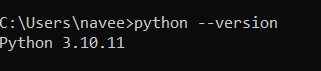 C:\Users\navee>python --version
Python 3.10.11